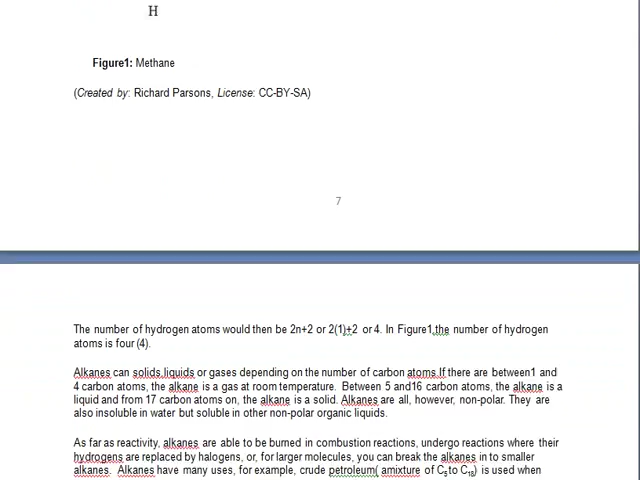 H
Figure1: Methane
(Created by: Richard Parsons, License: CC-BY-SA)
7
The number of hydrogen atoms would then be 2n+2 or 2(1)+2 or 4. In Figure1,the number of hydrogen
atoms is four (4).
Alkanes can solids,liquids or gases depending on the number of carbon atoms.If there are between1 and
4 carbon atoms, the alkane is a gas at room temperature. Between 5 and16 carbon atoms, the alkane is a
liquid and from 17 carbon atoms on, the alkane is a solid. Alkanes are all, however, non-polar. They are
also insoluble in water but soluble in other non-polar organic liquids.
As far as reactivity, alkanes are able to be burned in combustion reactions, undergo reactions where their
hydrogens are replaced by halogens, or, for larger molecules, you can break the alkanes in to smaller
alkanes. Alkanes have many uses, for example, crude petroleum( amixture of C₅to C₁₈) is used when